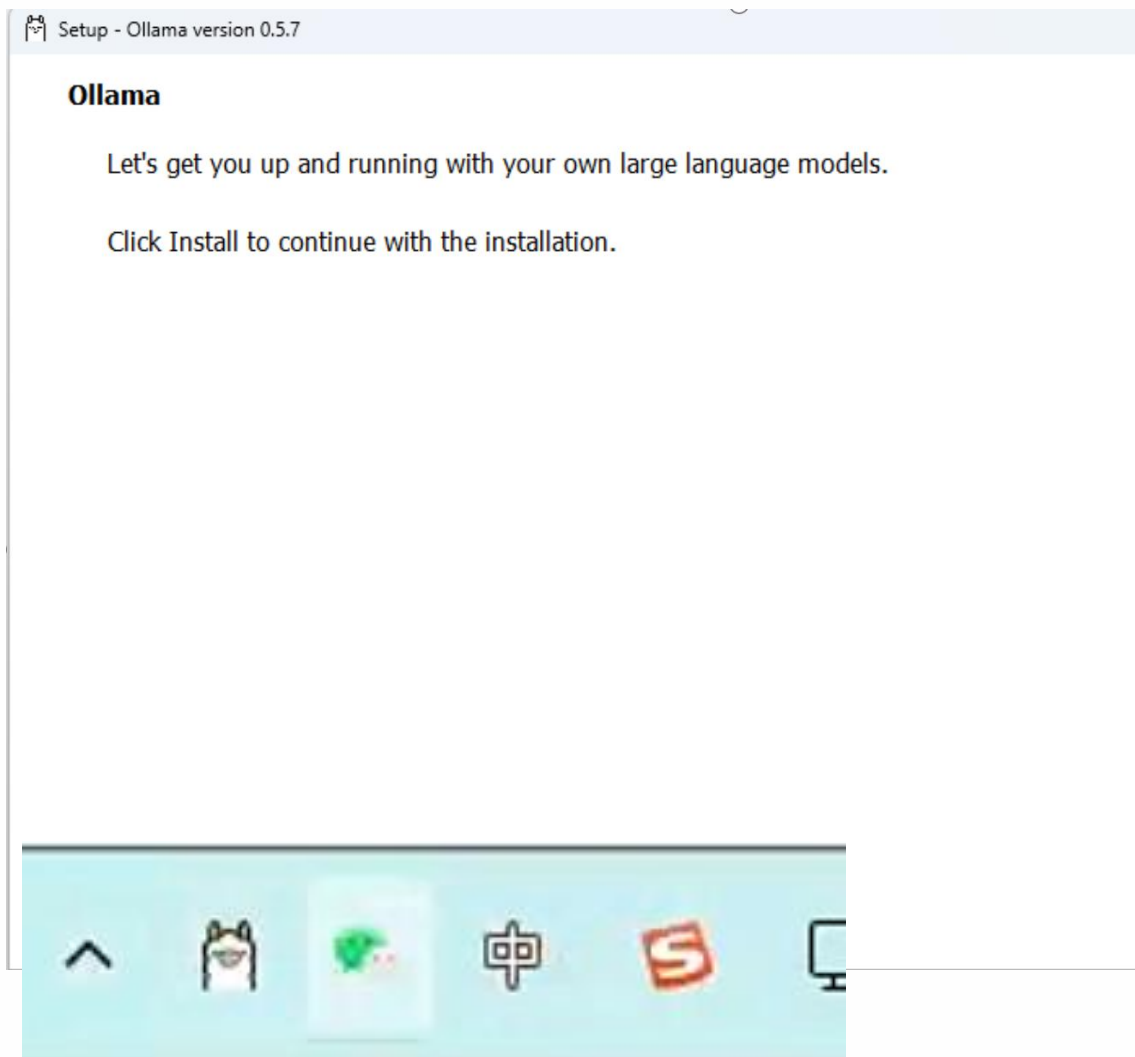 Setup - Ollama version 0.5.7
Ollama
Let's get you up and running with your own large language models.
Click Install to continue with the installation.
中 S